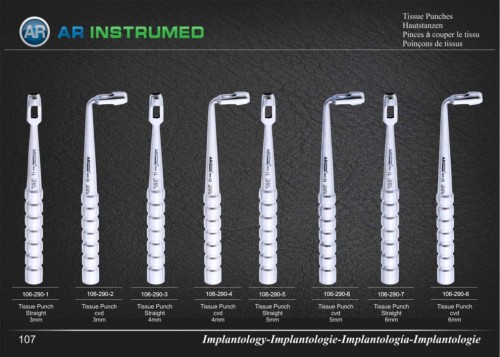 AR AR INSTRUMED
Tissue Punches
Hautstanzen
Pinces à couper le tissu
Poinçons de tissus
106-290-1
Tissue Punch
Straight
3mm
106-290-2
Tissue Punch
cvd
3mm
106-290-3
Tissue Punch
Straight
4mm
106-290-4
Tissue Punch
cvd
4mm
106-290-5
Tissue Punch
Straight
5mm
106-290-6
Tissue Punch
cvd
5mm
106-290-7
Tissue Punch
Straight
6mm
106-290-8
Tissue Punch
cvd
6mm
107
Implantology-Implantologie-Implantología-Implantologie